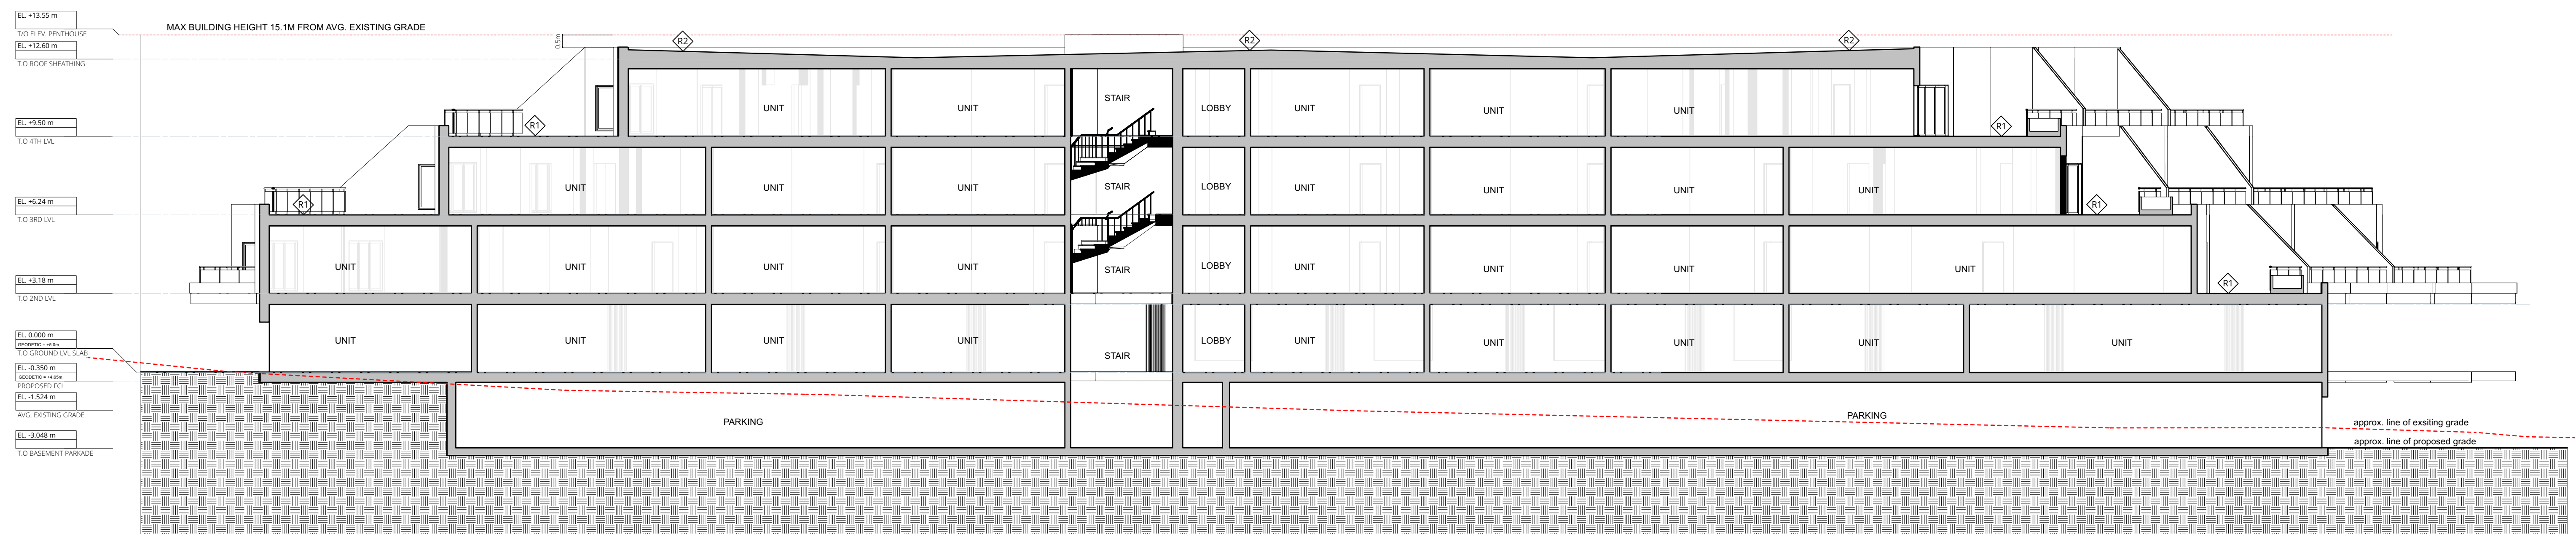 EL. +13.55 m
T/O ELEV. PENTHOUSE
MAX BUILDING HEIGHT 15.1M FROM AVG. EXISTING GRADE
0.5m
R2
R2
R2
EL. +12.60 m
T.O ROOF SHEATHING
UNIT
UNIT
STAIR
LOBBY
UNIT
UNIT
UNIT
EL. +9.50 m
T.O 4TH LVL
R1
R1
UNIT
UNIT
UNIT
STAIR
LOBBY
UNIT
UNIT
UNIT
UNIT
EL. +6.24 m
T.O 3RD LVL
R1
R1
UNIT
UNIT
UNIT
UNIT
STAIR
LOBBY
UNIT
UNIT
UNIT
UNIT
EL. +3.18 m
T.O 2ND LVL
R1
UNIT
UNIT
UNIT
UNIT
STAIR
LOBBY
UNIT
UNIT
UNIT
UNIT
UNIT
EL. 0.000 m
GEODETIC = +5.0m
T.O GROUND LVL SLAB
EL. -0.350 m
GEODETIC = +4.65m
PROPOSED FCL
EL. -1.524 m
AVG. EXISTING GRADE
PARKING
PARKING
approx. line of exsiting grade
approx. line of proposed grade
EL. -3.048 m
T.O BASEMENT PARKADE